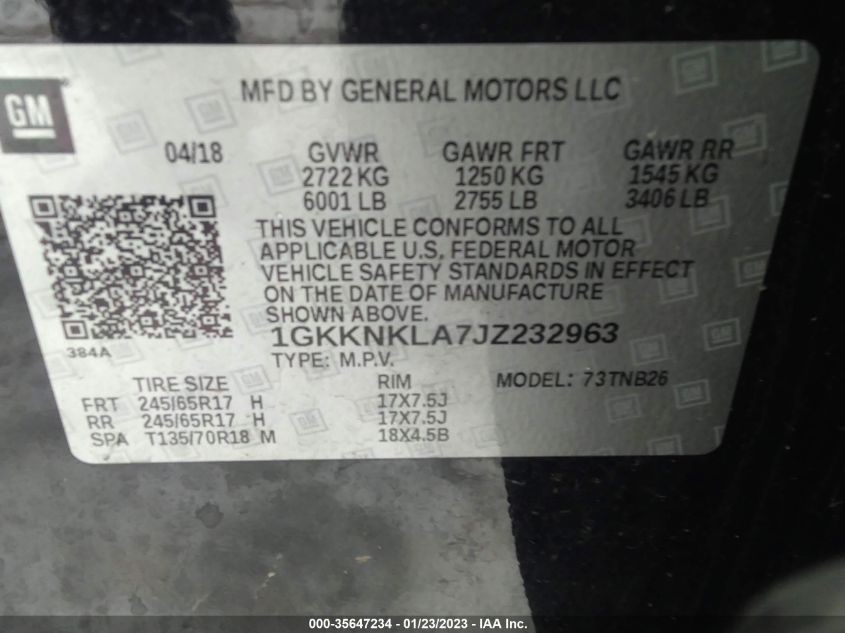 GM
MFD BY GENERAL MOTORS LLC
04/18 GVWR GAWR FRT GAWR RR
2722 KG 1250 KG 1545 KG
6001 LB 2755 LB 3406 LB
THIS VEHICLE CONFORMS TO ALL
APPLICABLE U.S. FEDERAL MOTOR
VEHICLE SAFETY STANDARDS IN EFFECT
ON THE DATE OF MANUFACTURE
SHOWN ABOVE.
1GKKNKLA7JZ232963
384A
TYPE: M.P.V.
TIRE SIZE RIM MODEL: 73TNB26
FRT 245/65R17 H 17X7.5J
RR 245/65R17 H 17X7.5J
SPA T135/70R18 M 18X4.5B
000-35647234 - 01/23/2023 - IAA Inc.